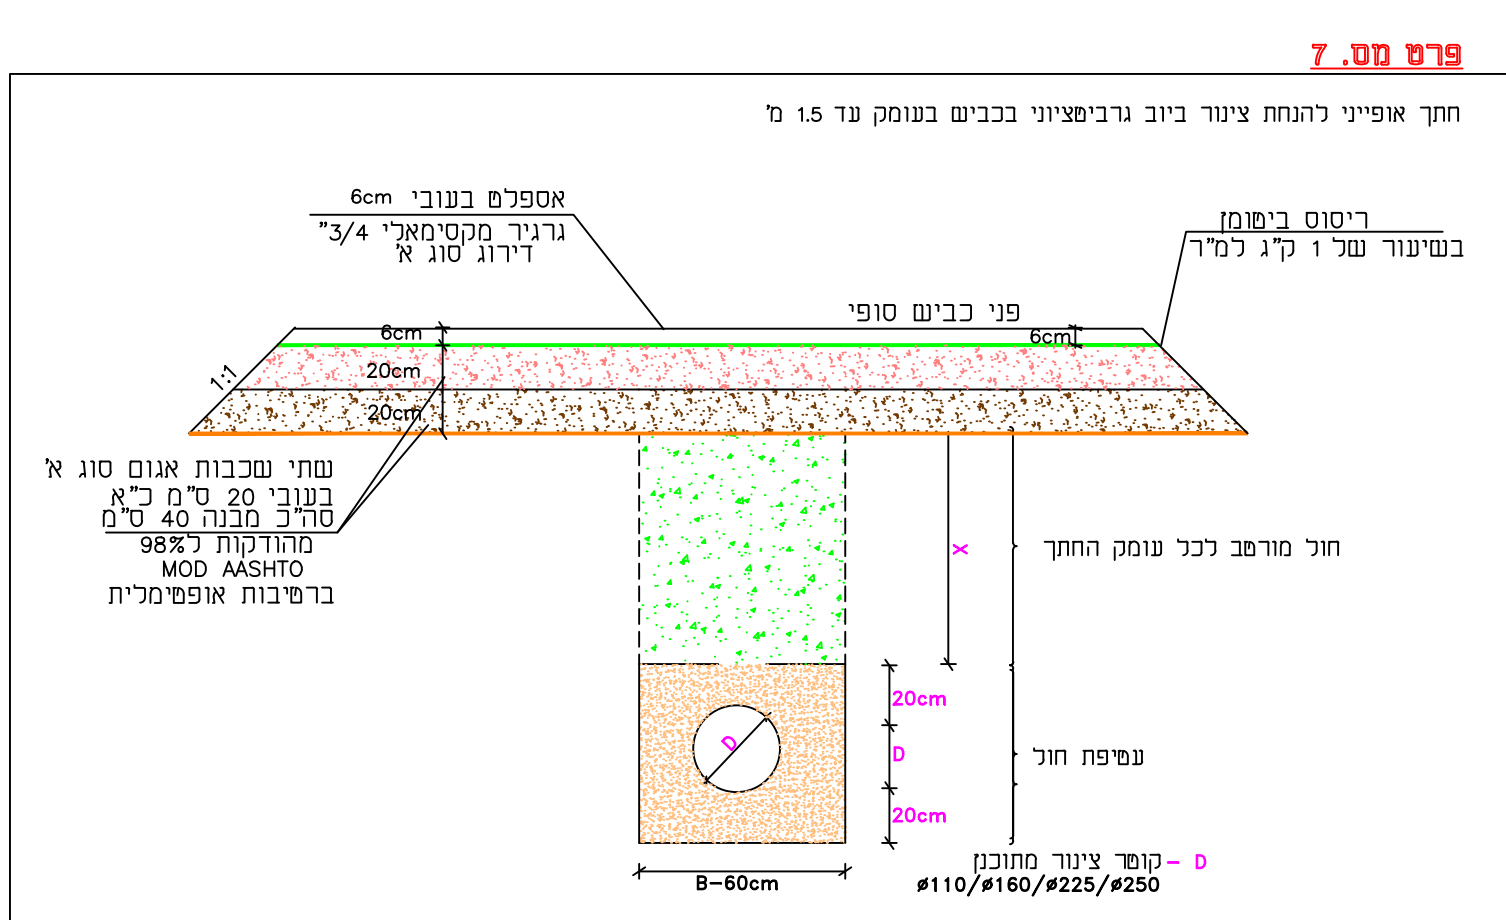 פרט מס. 7
חתך אופייני להנחת צינור ביוב גרביטציוני בכביש בעומק עד 1.5 מ'
אספלט בעובי 6cm
גרגיר מקסימאלי 3/4"
דירוג סוג א'
ריסוס ביטומן
בשיעור של 1 ק"ג למ"ר
פני כביש סופי
6cm
6cm
1:1
20cm
20cm
שתי שכבות אגום סוג א'
בעובי 20 ס"מ כ"א
סה"כ מבנה 40 ס"מ
מהודקות ל98%
MOD AASHTO
ברטיבות אופטימלית
X
חול מורטב לכל עומק החתך
20cm
D
D
עטיפת חול
20cm
B-60cm
D - קוטר צינור מתוכנן
ø110/ø160/ø225/ø250